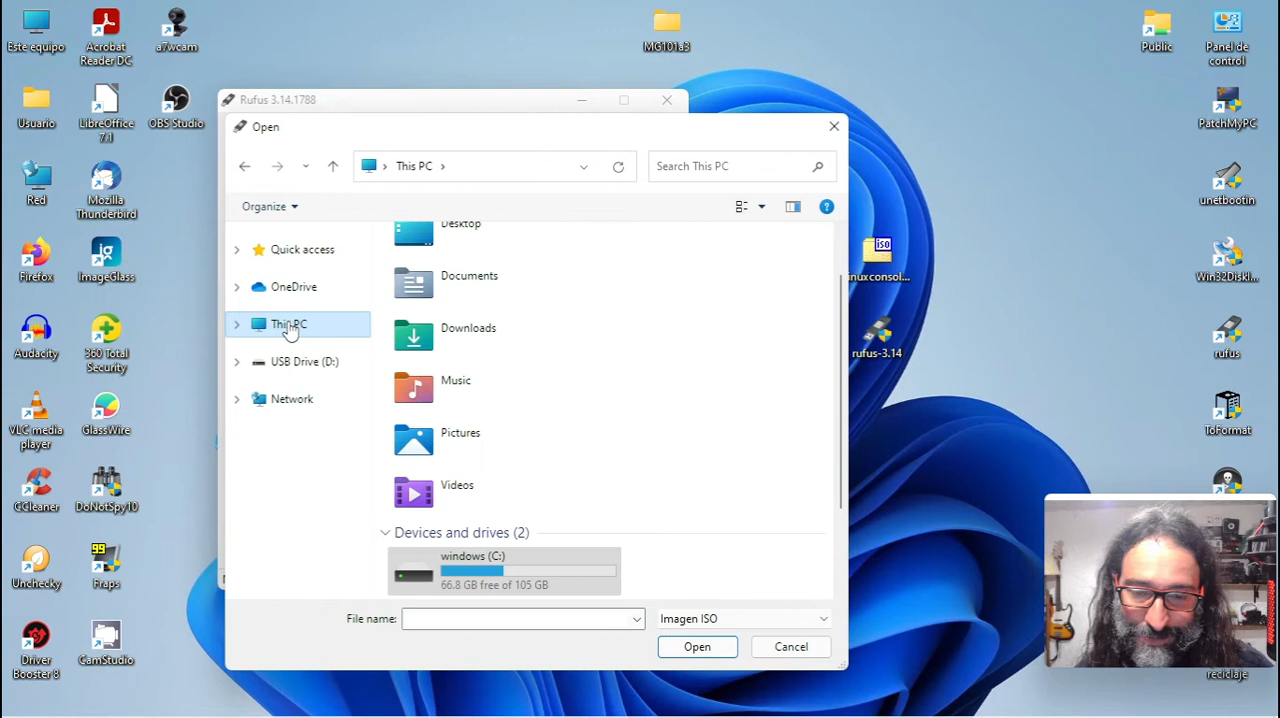 Este equipo
Acrobat
Reader DC
a7wcam
MG101a3
Public
Panel de
control
Usuario
LibreOffice
7.1
OBS Studio
PatchMyPC
Rufus 3.14.1788
Open
This PC
Search This PC
Organize
Red
Mozilla
Thunderbird
unetbootin
Quick access
OneDrive
This PC
USB Drive (D:)
Network
Desktop
Documents
Downloads
Music
Pictures
Videos
Devices and drives (2)
windows (C:)
66.8 GB free of 105 GB
File name:
Imagen ISO
Open
Cancel
Firefox
ImageGlass
iso
inuxconsol...
Win32DiskI...
Audacity
360 Total
Security
rufus-3.14
rufus
VLC media
player
GlassWire
ToFormat
CCleaner
DoNotSpy10
Unchecky
99
Fraps
Driver
Booster 8
CamStudio
reciclaje